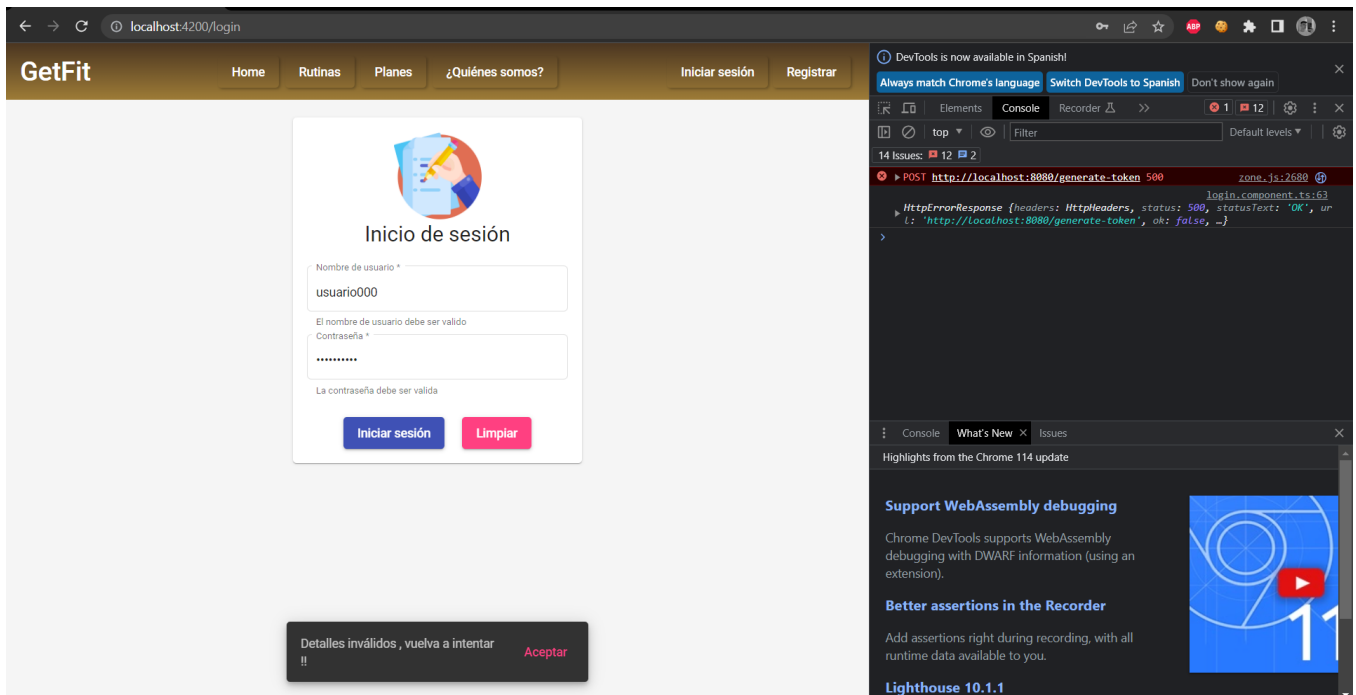 localhost:4200/login
ABP
GetFit
Home Rutinas Planes ¿Quiénes somos? Iniciar sesión Registrar
Inicio de sesión
Nombre de usuario *
usuario000
El nombre de usuario debe ser valido
Contraseña *
••••••••••
La contraseña debe ser valida
Iniciar sesión Limpiar
Detalles inválidos , vuelva a intentar
!!
Aceptar
DevTools is now available in Spanish!
Always match Chrome's language Switch DevTools to Spanish Don't show again
Elements Console Recorder 1 12
top Filter Default levels
14 Issues: 12 2
POST http://localhost:8080/generate-token 500 zone.js:2680
login.component.ts:63
HttpErrorResponse {headers: HttpHeaders, status: 500, statusText: 'OK', ur
l: 'http://localhost:8080/generate-token', ok: false, …}
Console What's New Issues
Highlights from the Chrome 114 update
Support WebAssembly debugging
Chrome DevTools supports WebAssembly
debugging with DWARF information (using an
extension).
Better assertions in the Recorder
Add assertions right during recording, with all
runtime data available to you.
Lighthouse 10.1.1
11